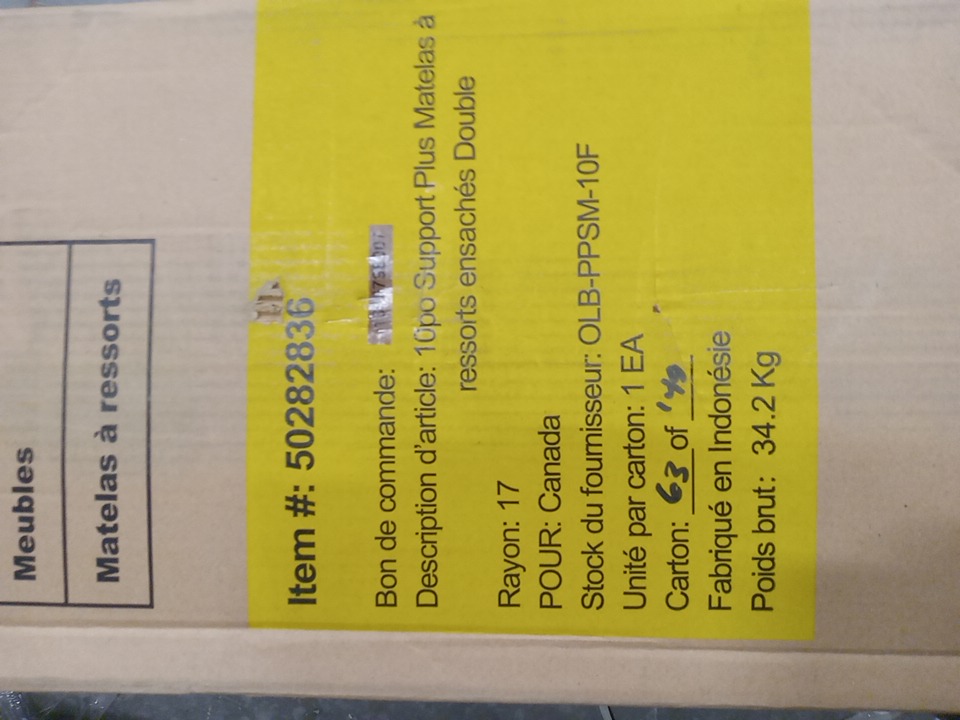 Meubles
Matelas à ressorts
Item #: 50282836
Bon de commande:
Description d'article: 10po Support Plus Matelas à
ressorts ensachés Double
Rayon: 17
POUR: Canada
Stock du fournisseur: OLB-PPSM-10F
Unité par carton: 1 EA
Carton: 63 of
Fabriqué en Indonésie
Poids brut: 34.2 Kg